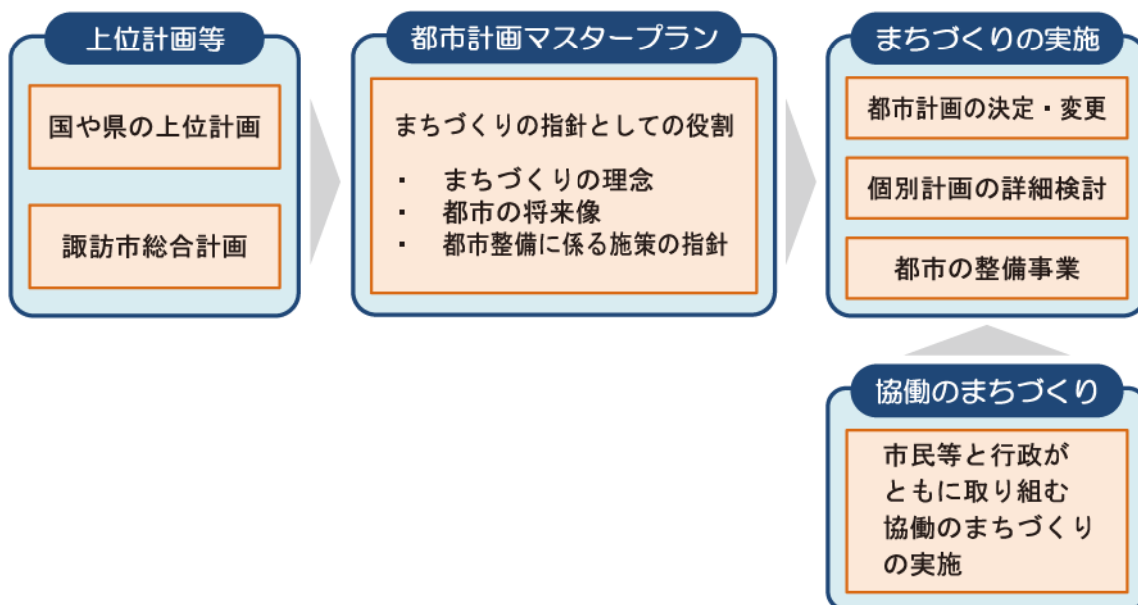 上位計画等
国や県の上位計画
諏訪市総合計画
都市計画マスタープラン
まちづくりの指針としての役割
・ まちづくりの理念
・ 都市の将来像
・ 都市整備に係る施策の指針
まちづくりの実施
都市計画の決定・変更
個別計画の詳細検討
都市の整備事業
協働のまちづくり
市民等と行政が
ともに取り組む
協働のまちづくり
の実施